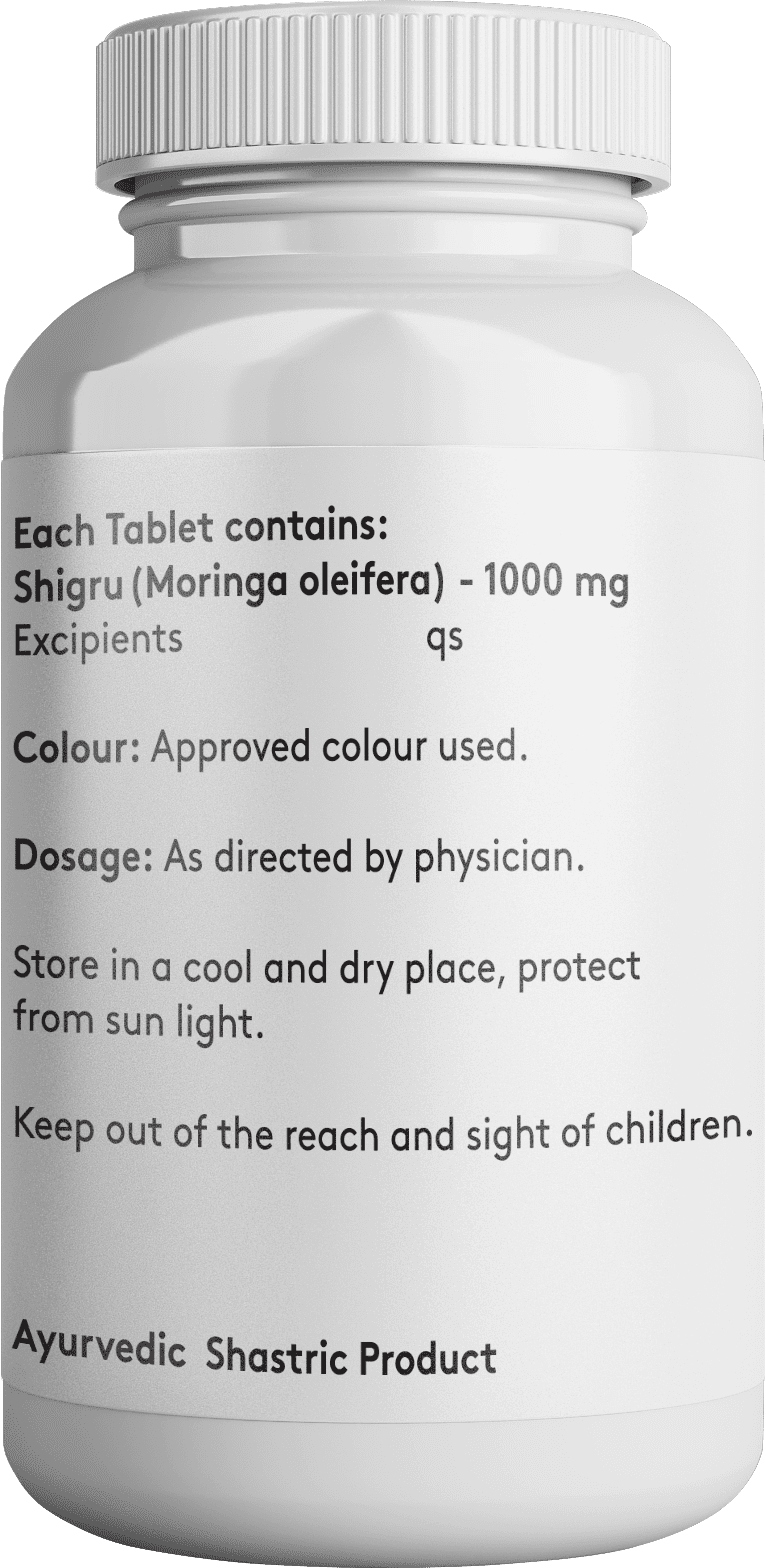 Each Tablet contains:
Shigru (Moringa oleifera) - 1000 mg
Excipients qs
Colour: Approved colour used.
Dosage: As directed by physician.
Store in a cool and dry place, protect
from sun light.
Keep out of the reach and sight of children.
Ayurvedic Shastric Product